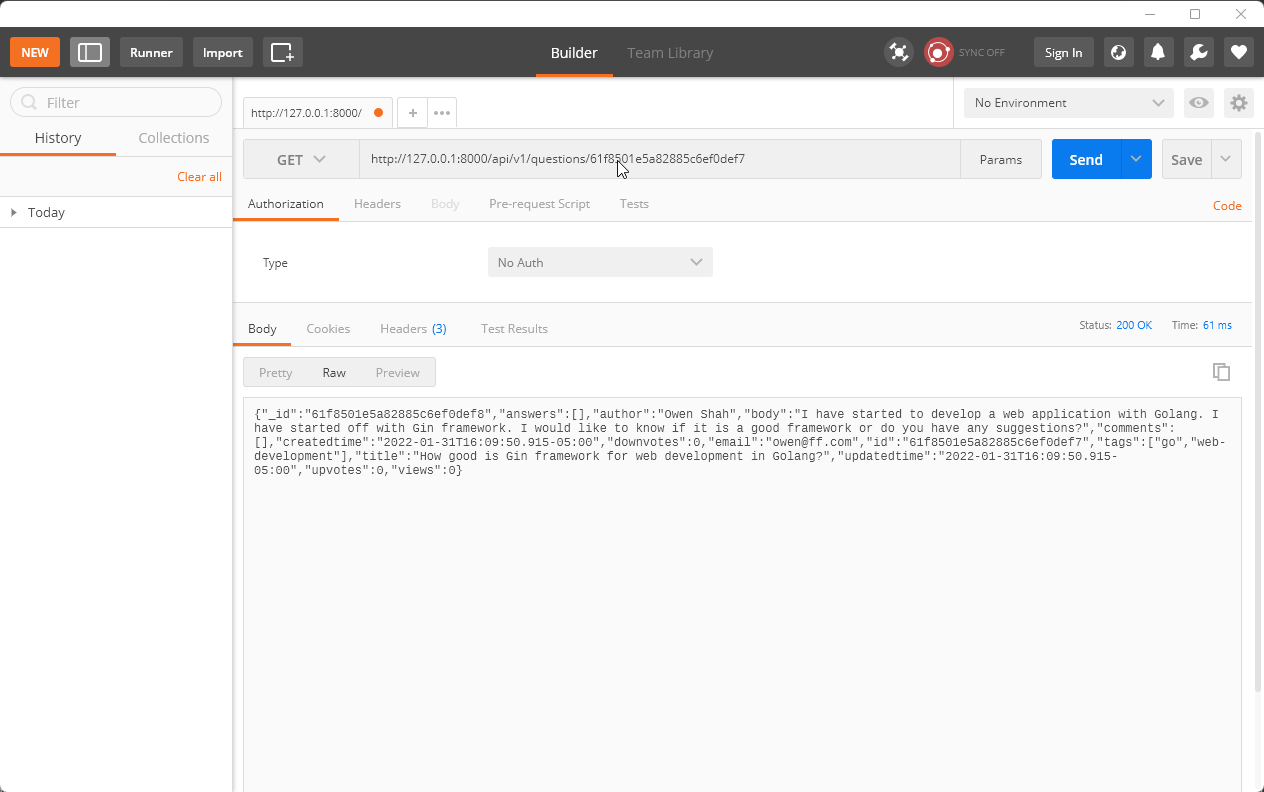 NEW Runner Import Builder Team Library SYNC OFF Sign In
Filter
http://127.0.0.1:8000/ + ••• No Environment
History Collections
GET http://127.0.0.1:8000/api/v1/questions/61f8501e5a82885c6ef0def7 Params Send Save
Clear all
Authorization Headers Body Pre-request Script Tests Code
Today
Type No Auth
Body Cookies Headers (3) Test Results Status: 200 OK Time: 61 ms
Pretty Raw Preview
{"_id":"61f8501e5a82885c6ef0def8","answers":[],"author":"Owen Shah","body":"I have started to develop a web application with Golang. I
have started off with Gin framework. I would like to know if it is a good framework or do you have any suggestions?","comments":
[],"createdtime":"2022-01-31T16:09:50.915-05:00","downvotes":0,"email":"owen@ff.com","id":"61f8501e5a82885c6ef0def7","tags":["go","web-
development"],"title":"How good is Gin framework for web development in Golang?","updatedtime":"2022-01-31T16:09:50.915-
05:00","upvotes":0,"views":0}